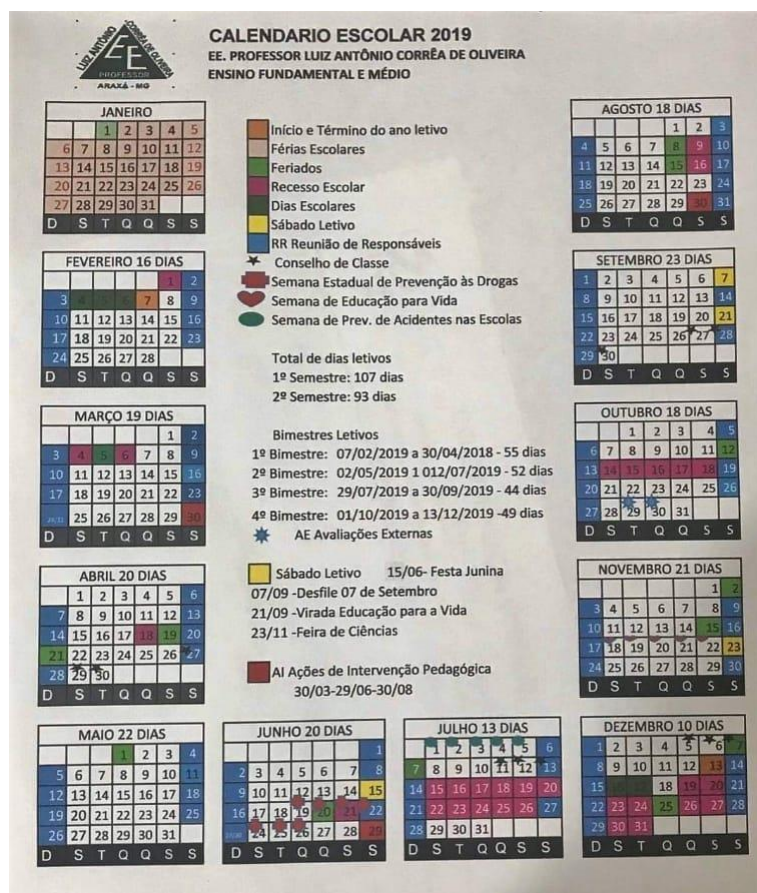 LUIZ ANTÔNIO CORRÊA DE OLIVEIRA
EE
PROFESSOR
ARAXÁ - MG
CALENDARIO ESCOLAR 2019
EE. PROFESSOR LUIZ ANTÔNIO CORRÊA DE OLIVEIRA
ENSINO FUNDAMENTAL E MÉDIO
JANEIRO
1 2 3 4 5
6 7 8 9 10 11 12
13 14 15 16 17 18 19
20 21 22 23 24 25 26
27 28 29 30 31
D S T Q Q S S
FEVEREIRO 16 DIAS
1 2
3 4 5 6 7 8 9
10 11 12 13 14 15 16
17 18 19 20 21 22 23
24 25 26 27 28
D S T Q Q S S
MARÇO 19 DIAS
1 2
3 4 5 6 7 8 9
10 11 12 13 14 15 16
17 18 19 20 21 22 23
24/31 25 26 27 28 29 30
D S T Q Q S S
ABRIL 20 DIAS
1 2 3 4 5 6
7 8 9 10 11 12 13
14 15 16 17 18 19 20
21 22 23 24 25 26 27
28 29 30
D S T Q Q S S
Início e Término do ano letivo
Férias Escolares
Feriados
Recesso Escolar
Dias Escolares
Sábado Letivo
RR Reunião de Responsáveis
Conselho de Classe
Semana Estadual de Prevenção às Drogas
Semana de Educação para Vida
Semana de Prev. de Acidentes nas Escolas
Total de dias letivos
1º Semestre: 107 dias
2º Semestre: 93 dias
Bimestres Letivos
1º Bimestre: 07/02/2019 a 30/04/2018 - 55 dias
2º Bimestre: 02/05/2019 1 012/07/2019 - 52 dias
3º Bimestre: 29/07/2019 a 30/09/2019 - 44 dias
4º Bimestre: 01/10/2019 a 13/12/2019 -49 dias
AE Avaliações Externas
Sábado Letivo 15/06- Festa Junina
07/09 -Desfile 07 de Setembro
21/09 -Virada Educação para a Vida
23/11 -Feira de Ciências
AI Ações de Intervenção Pedagógica
30/03-29/06-30/08
AGOSTO 18 DIAS
1 2 3
4 5 6 7 8 9 10
11 12 13 14 15 16 17
18 19 20 21 22 23 24
25 26 27 28 29 30 31
D S T Q Q S S
SETEMBRO 23 DIAS
1 2 3 4 5 6 7
8 9 10 11 12 13 14
15 16 17 18 19 20 21
22 23 24 25 26 27 28
29 30
D S T Q Q S S
OUTUBRO 18 DIAS
1 2 3 4 5
6 7 8 9 10 11 12
13 14 15 16 17 18 19
20 21 22 23 24 25 26
27 28 29 30 31
D S T Q Q S S
NOVEMBRO 21 DIAS
1 2
3 4 5 6 7 8 9
10 11 12 13 14 15 16
17 18 19 20 21 22 23
24 25 26 27 28 29 30
D S T Q Q S S
MAIO 22 DIAS
1 2 3 4
5 6 7 8 9 10 11
12 13 14 15 16 17 18
19 20 21 22 23 24 25
26 27 28 29 30 31
D S T Q Q S S
JUNHO 20 DIAS
1
2 3 4 5 6 7 8
9 10 11 12 13 14 15
16 17 18 19 20 21 22
24 25 26 27 28 29
D S T Q Q S S
JULHO 13 DIAS
1 2 3 4 5 6
7 8 9 10 11 12 13
14 15 16 17 18 19 20
21 22 23 24 25 26 27
28 29 30 31
D S T Q Q S S
DEZEMBRO 10 DIAS
1 2 3 4 5 6 7
8 9 10 11 12 13 14
15 18 19 20 21
22 23 24 25 26 27 28
29 30 31
D S T Q Q S S